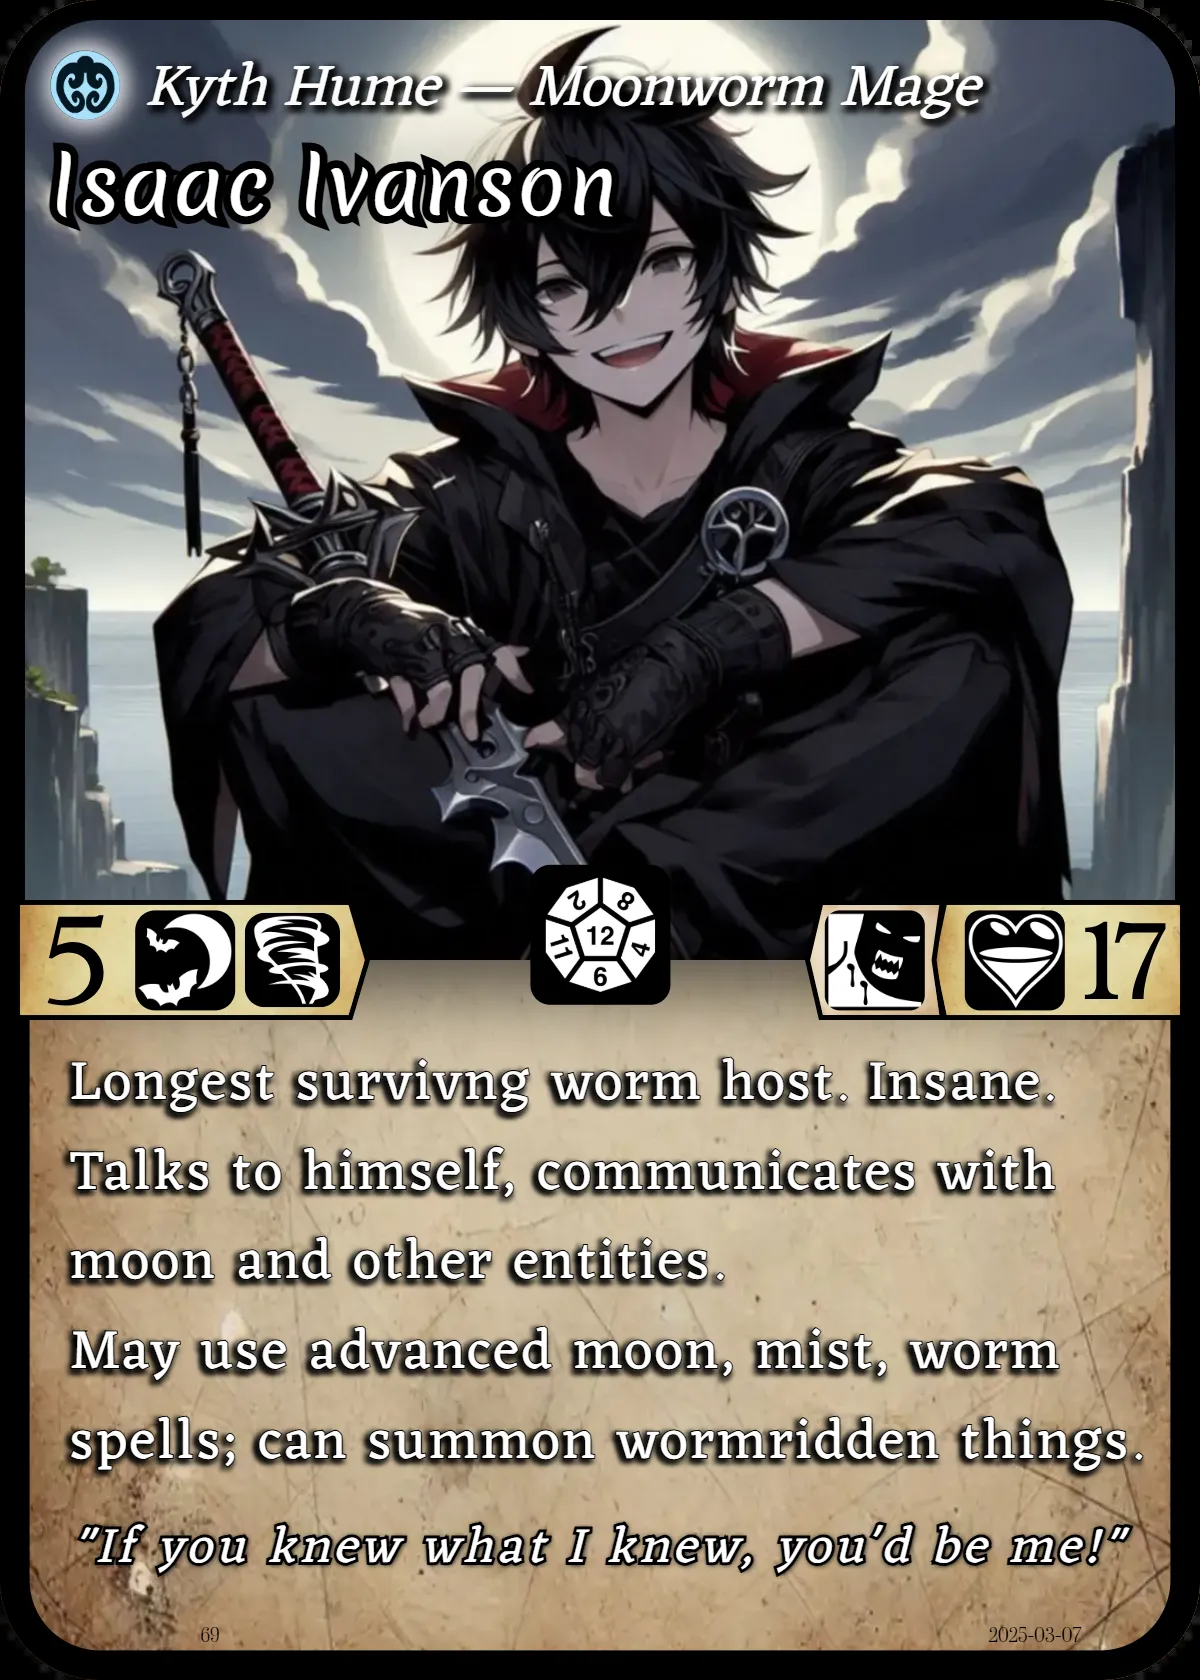 Kyth Hume — Moonworm Mage
Isaac Ivanson
5
2 8
12
11 4
6
17
Longest survivng worm host. Insane.
Talks to himself, communicates with
moon and other entities.
May use advanced moon, mist, worm
spells; can summon wormridden things.
"If you knew what I knew, you'd be me!"
69 2025-03-07